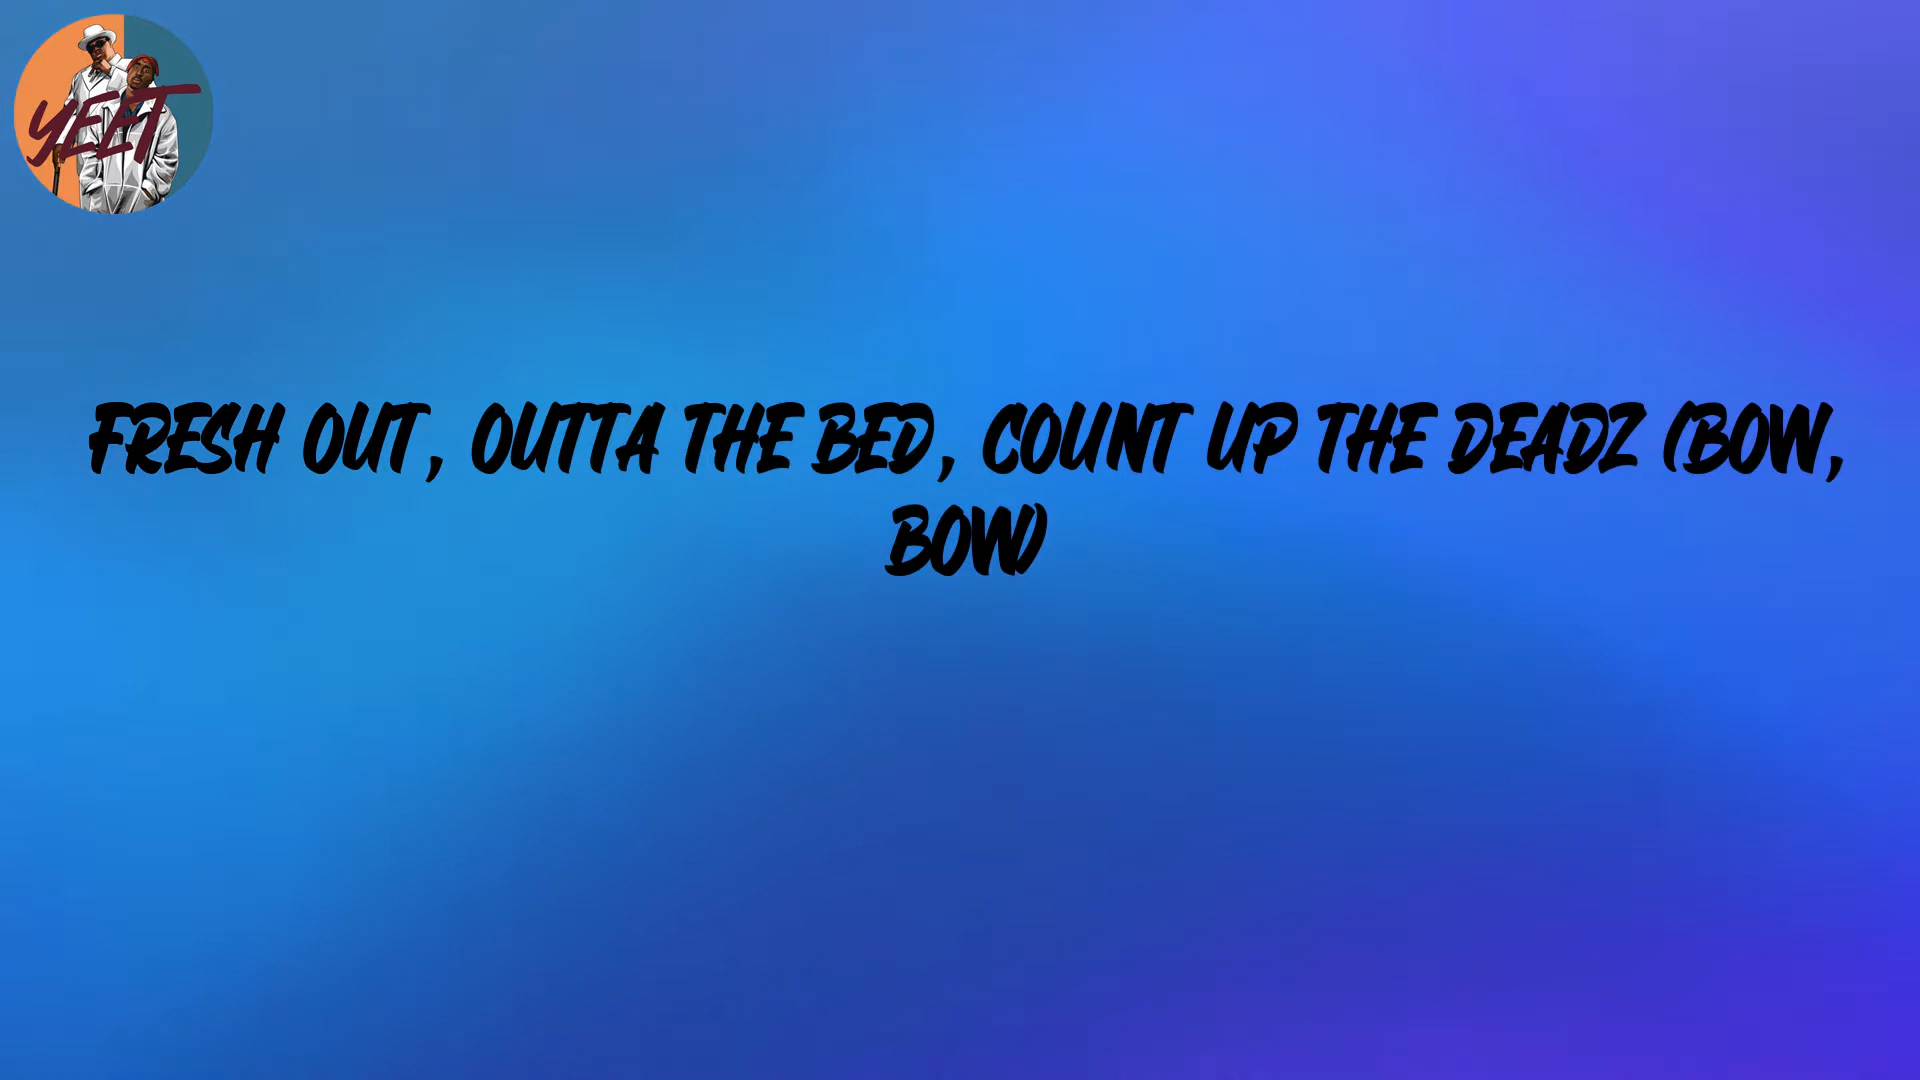 YEET
FRESH OUT, OUTTA THE BED, COUNT UP THE DEADZ (BOW,
BOW)